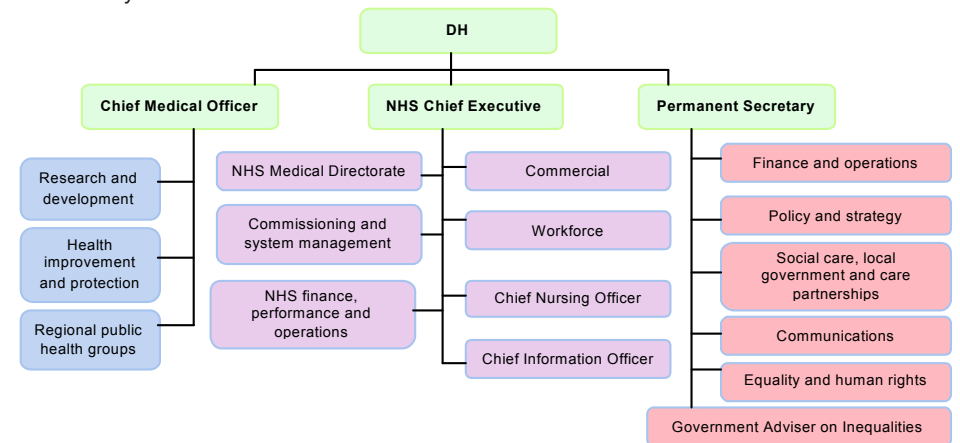 DH
Chief Medical Officer
NHS Chief Executive
Permanent Secretary
Research and
development
Health
improvement
and protection
Regional public
health groups
NHS Medical Directorate
Commissioning and
system management
NHS finance,
performance and
operations
Commercial
Workforce
Chief Nursing Officer
Chief Information Officer
Finance and operations
Policy and strategy
Social care, local
government and care
partnerships
Communications
Equality and human rights
Government Adviser on Inequalities